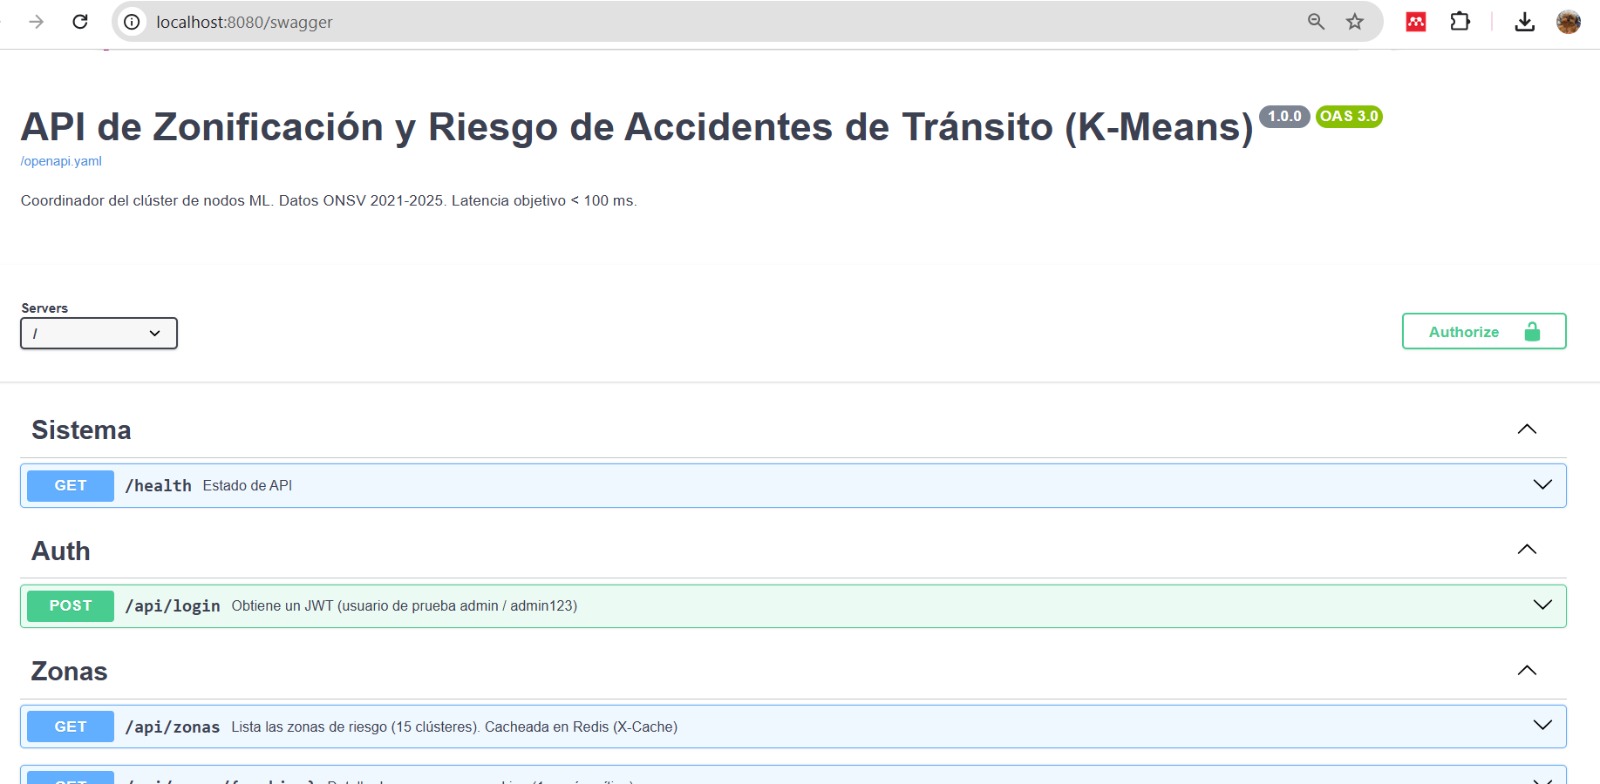 localhost:8080/swagger
API de Zonificación y Riesgo de Accidentes de Tránsito (K-Means) 1.0.0 OAS 3.0
/openapi.yaml
Coordinador del clúster de nodos ML. Datos ONSV 2021-2025. Latencia objetivo < 100 ms.
Servers
/
Authorize
Sistema
GET /health Estado de API
Auth
POST /api/login Obtiene un JWT (usuario de prueba admin / admin123)
Zonas
GET /api/zonas Lista las zonas de riesgo (15 clústeres). Cacheada en Redis (X-Cache)
GET